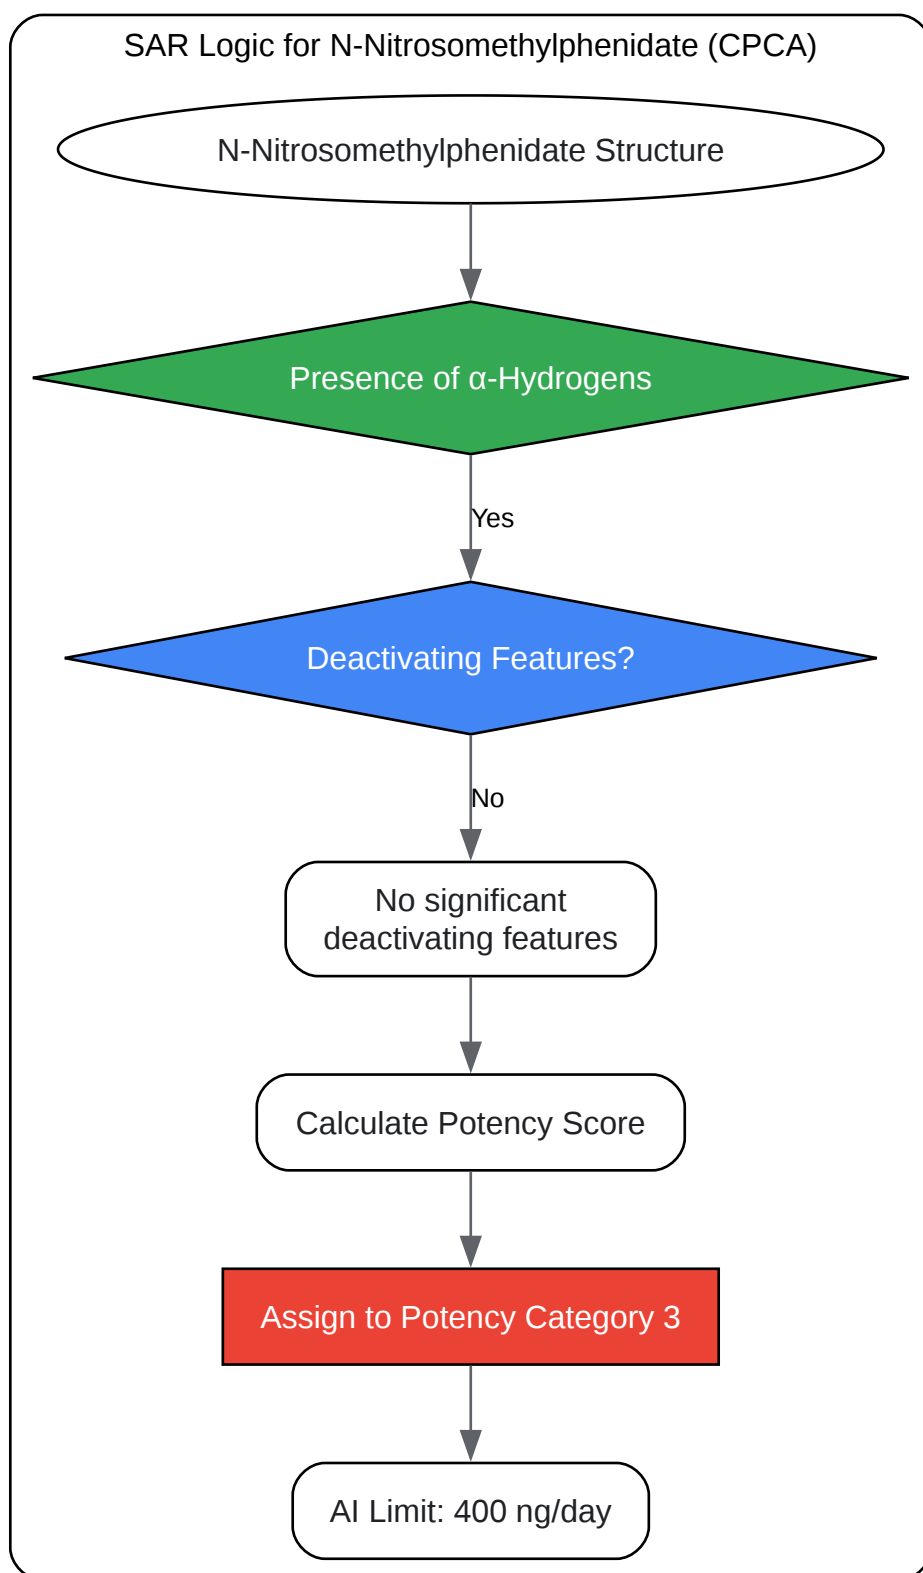 SAR Logic for N-Nitrosomethylphenidate (CPCA)
N-Nitrosomethylphenidate Structure
Presence of α-Hydrogens
Yes
Deactivating Features?
No
No significant
deactivating features
Calculate Potency Score
Assign to Potency Category 3
AI Limit: 400 ng/day